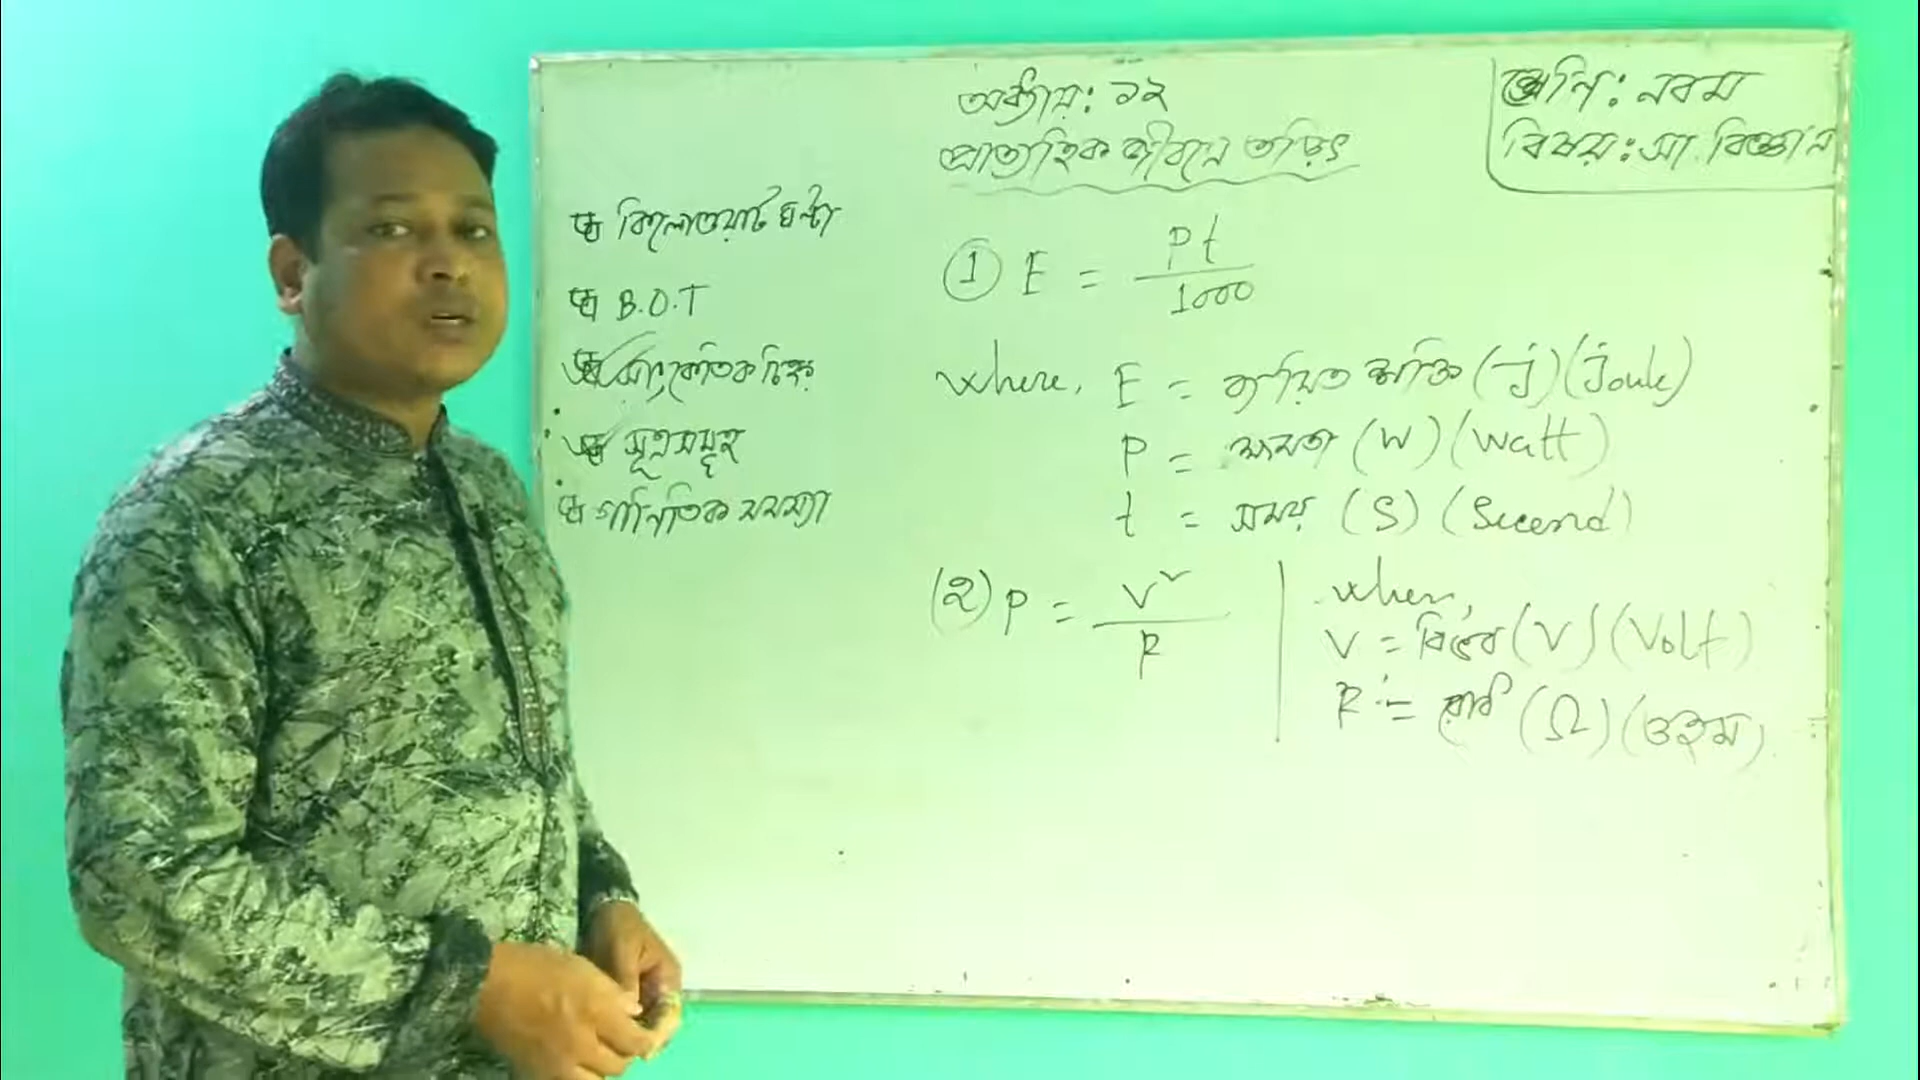 অধ্যায়: ১২
প্রাত্যহিক জীবনে তড়িৎ
শ্রেণি: নবম
বিষয়: সা. বিজ্ঞান
কিলোওয়াট ঘন্টা
B.O.T
সাংকেতিক চিহ্ন
সূত্রসমূহ
গানিতিক সমস্যা
① E = Pt / 1000
where, E = ব্যয়িত শক্তি (J) (Joule)
P = ক্ষমতা (W) (Watt)
t = সময় (S) (Second)
(২) P = V² / R
where,
V = বিভব (V) (Volt)
R = রোধ (Ω) (ওহম)